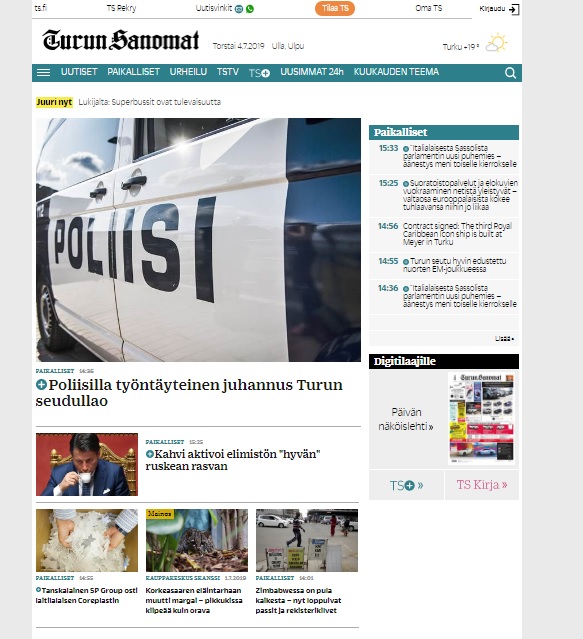 ts.fi TS Rekry Uutisvinkit Tilaa TS Oma TS Kirjaudu
Turun Sanomat
Torstai 4.7.2019 Ulla, Ulpu
Turku +19°
UUTISET PAIKALLISET URHEILU TSTV TS+ UUSIMMAT 24h KUUKAUDEN TEEMA
Juuri nyt Lukijalta: Superbussit ovat tulevaisuutta
POLIISI
PAIKALLISET 14:36
Poliisilla työntäyteinen juhannus Turun
seudullao
PAIKALLISET 15:25
Kahvi aktivoi elimistön "hyvän"
ruskean rasvan
PAIKALLISET 14:55
Tanskalainen SP Group osti
laitilalaisen Coreplastin
Mainos
KAUPPAKESKUS SKANSSI 1.7.2019
Korkeasaaren eläintarhaan
muutti margai – pikkukissa
kiipeää kuin orava
PAIKALLISET 14:01
Zimbabwessa on pula
kaikesta – nyt loppuivat
passit ja rekisterikilvet
Paikalliset
15:33 "Italialaisesta Sassolista
parlamentin uusi puhemies –
äänestys meni toiselle kierrokselle
15:25 Suoratoistopalvelut ja elokuvien
vuokraaminen netistä yleistyvät –
valtaosa eurooppalaisista kokee
tuhlaavansa niihin jo liikaa
14:56 Contract signed: The third Royal
Caribbean Icon ship is built at
Meyer in Turku
14:55 Turun seutu hyvin edustettu
nuorten EM-joukkueessa
14:36 "Italialaisesta Sassolista
parlamentin uusi puhemies –
äänestys meni toiselle kierrokselle
Lisää »
Digitilaajille
Päivän
näköislehti »
Turun Sanomat
TS+ » TS Kirja »